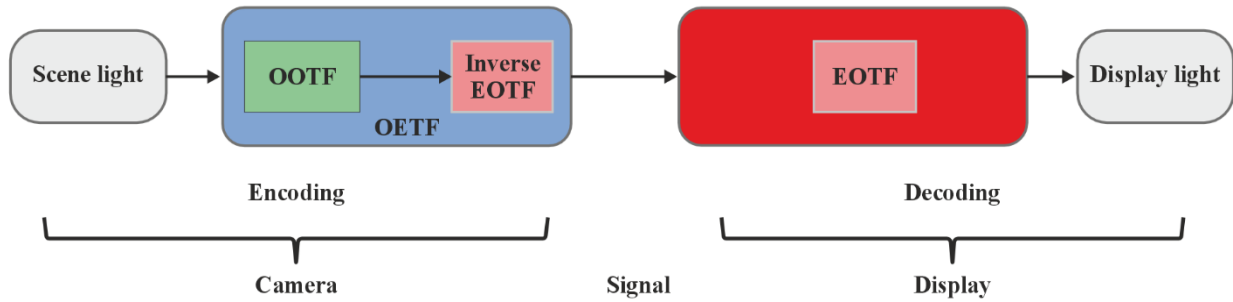 Scene light
OOTF
Inverse
EOTF
OETF
EOTF
Display light
Encoding
Decoding
Camera
Signal
Display